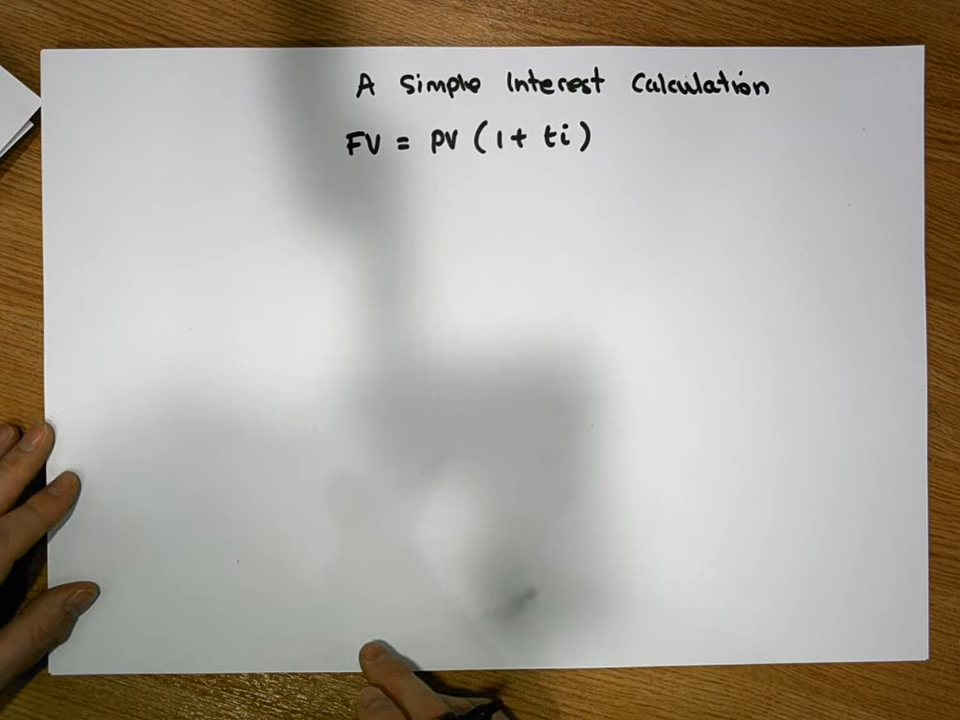 A Simple Interest Calculation
FV = PV (1 + ti)